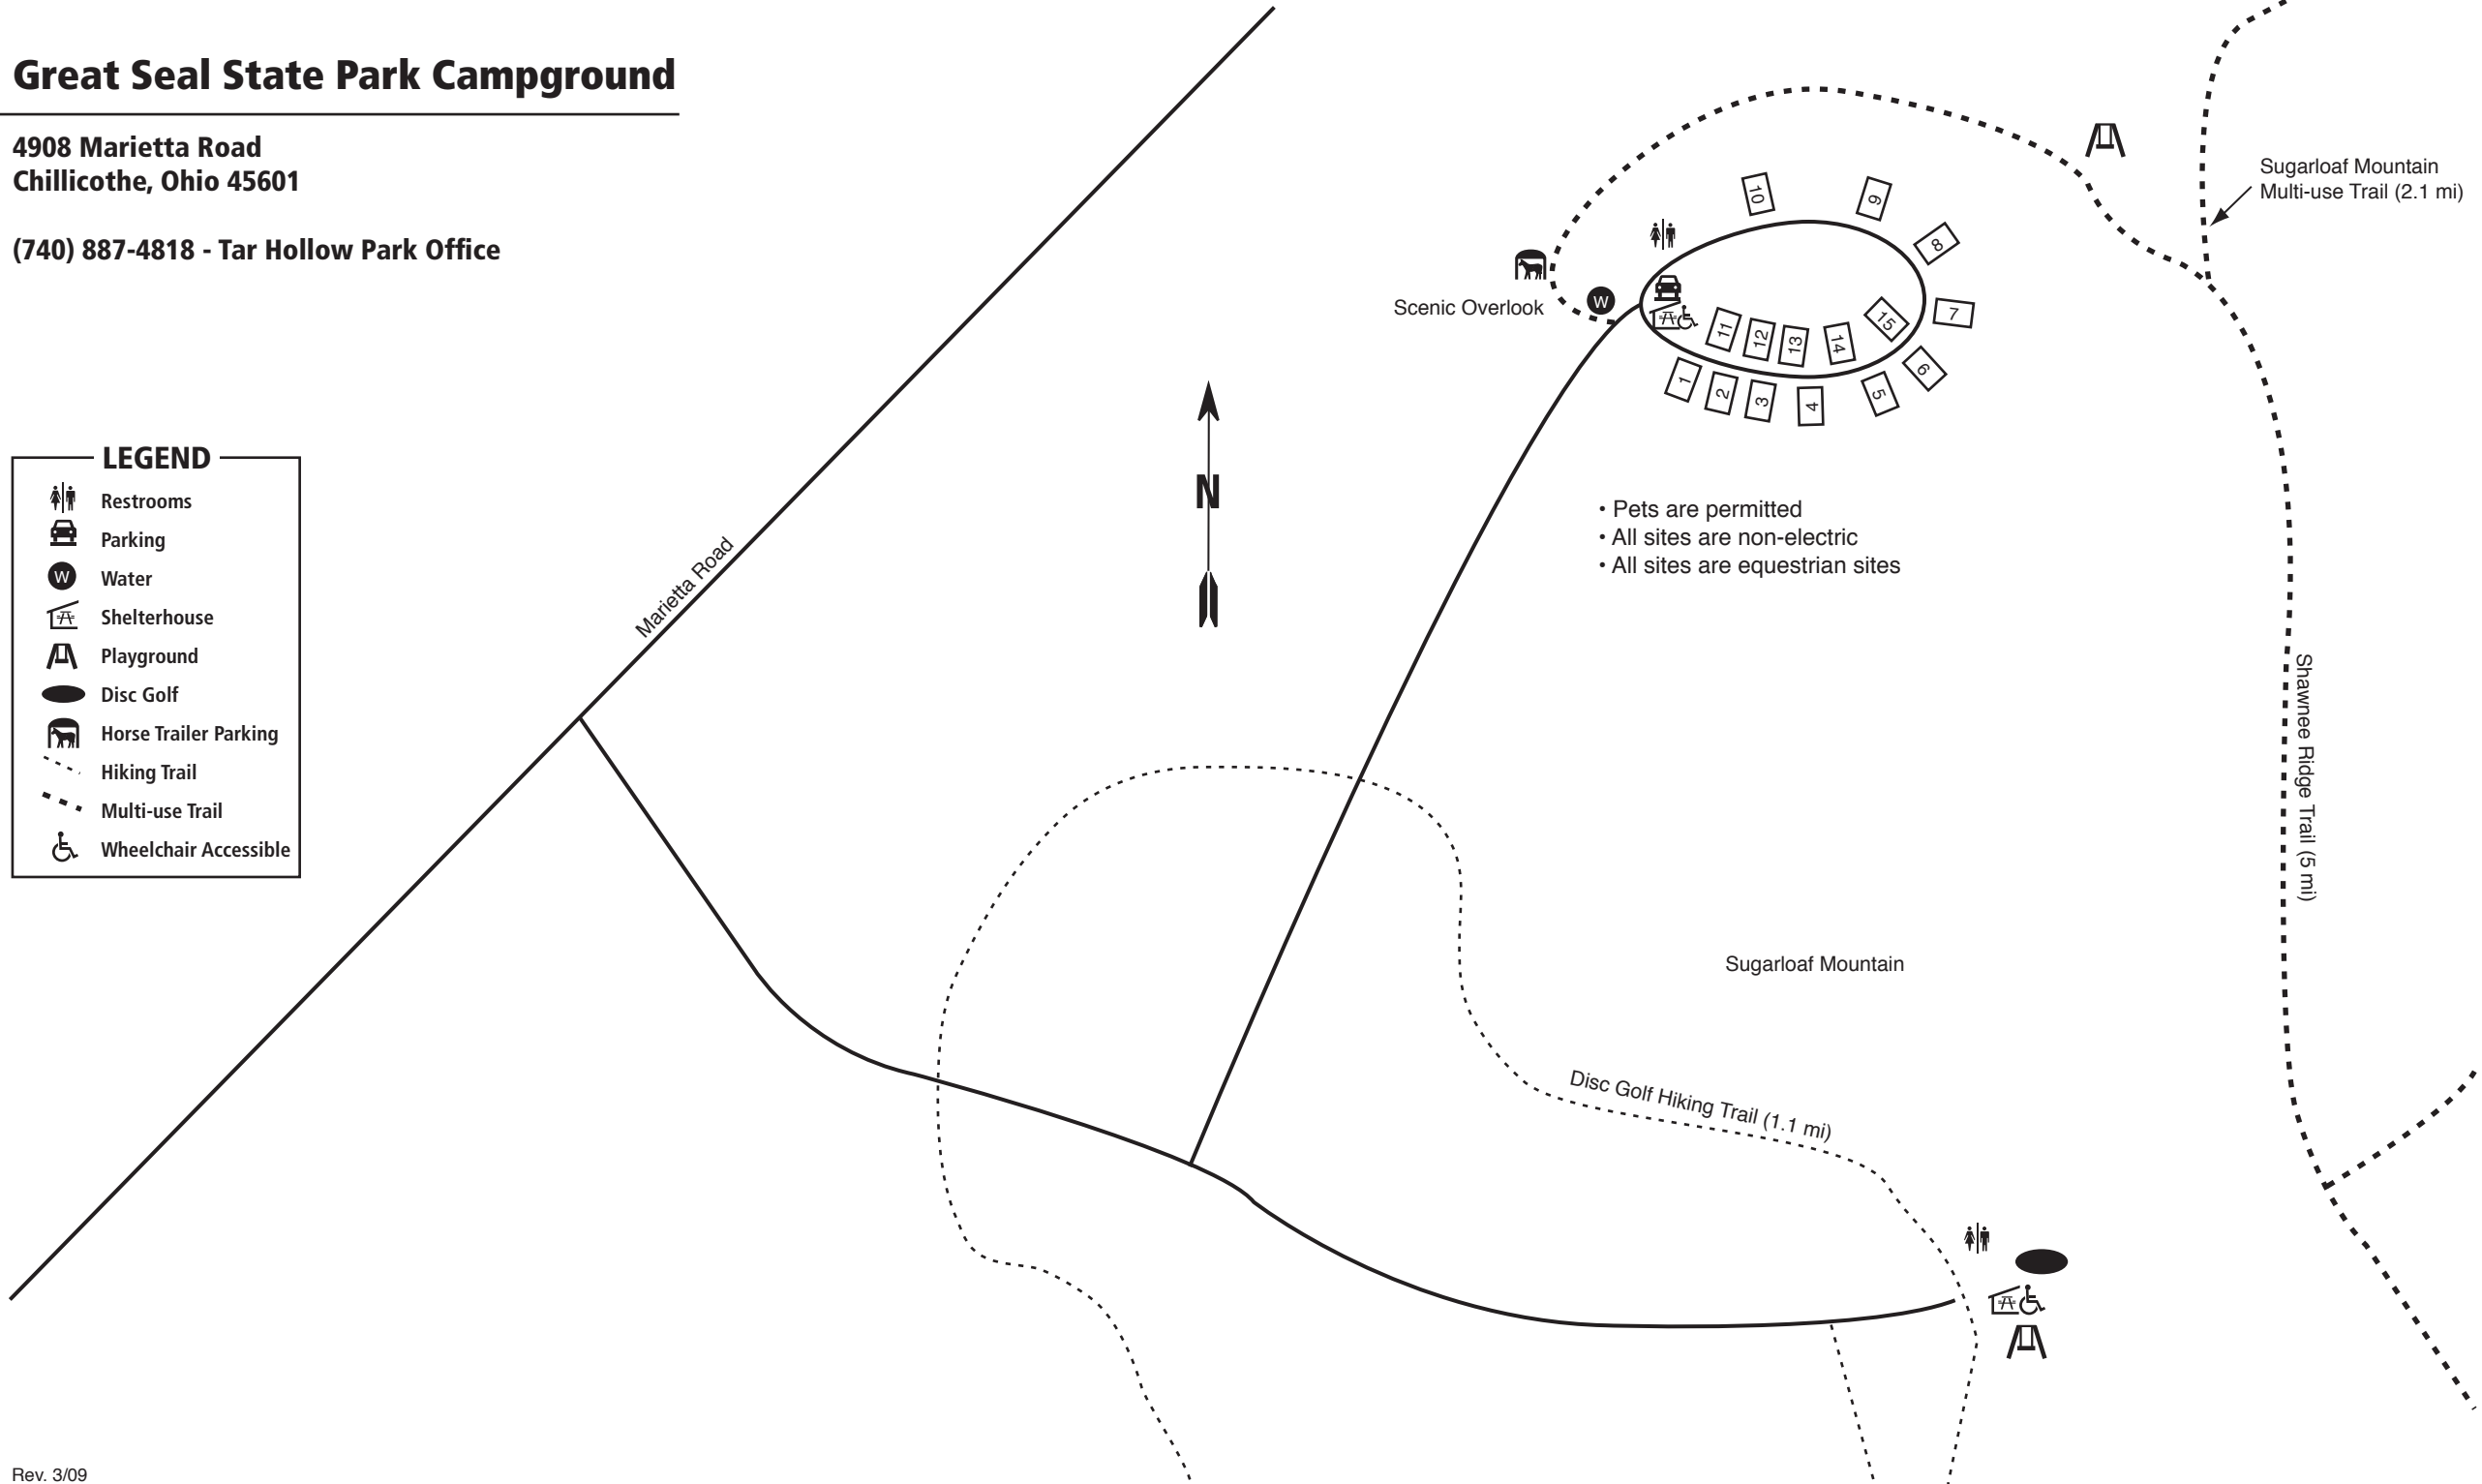 Great Seal State Park Campground
4908 Marietta Road
Chillicothe, Ohio 45601
(740) 887-4818 - Tar Hollow Park Office
LEGEND
Restrooms
Parking
W Water
Shelterhouse
Playground
Disc Golf
Horse Trailer Parking
Hiking Trail
Multi-use Trail
Wheelchair Accessible
Marietta Road
N
Scenic Overlook
W
10
9
8
7
6
5
4
3
2
1
11
12
13
14
15
Sugarloaf Mountain
Multi-use Trail (2.1 mi)
• Pets are permitted
• All sites are non-electric
• All sites are equestrian sites
Shawnee Ridge Trail (5 mi)
Sugarloaf Mountain
Disc Golf Hiking Trail (1.1 mi)
Rev. 3/09